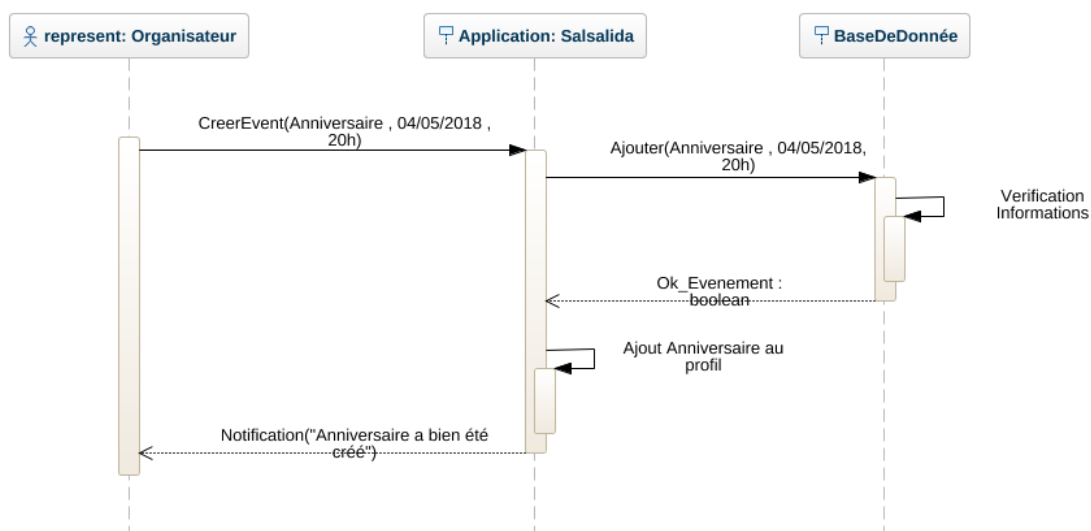 represent: Organisateur
Application: Salsalida
BaseDeDonnée
CreerEvent(Anniversaire , 04/05/2018 ,
20h)
Ajouter(Anniversaire , 04/05/2018,
20h)
Verification
Informations
Ok_Evenement :
boolean
Ajout Anniversaire au
profil
Notification("Anniversaire a bien été
créé")